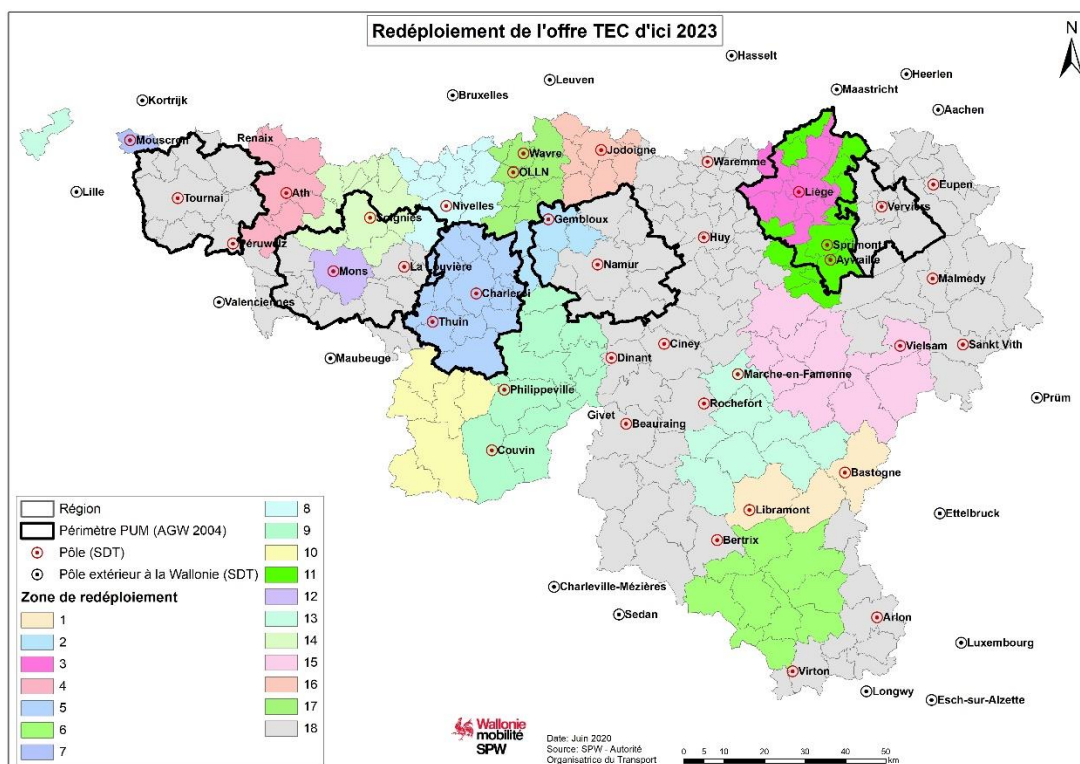 Redéploiement de l'offre TEC d'ici 2023
N
Hasselt
Leuven
Heerlen
Maastricht
Bruxelles
Kortrijk
Aachen
Mouscron
Renaix
Wavre
Jodoigne
Waremme
OLLN
Eupen
Lille
Ath
Liège
Tournai
Nivelles
Verviers
Soignies
Gembloux
Huy
Péruwelz
Sprimont
Ayvaille
Mons
La Louvière
Namur
Malmedy
Charleroi
Valenciennes
Thuin
Ciney
Vielsam
Sankt Vith
Maubeuge
Dinant
Marche-en-Famenne
Philippeville
Rochefort
Prüm
Givet
Beauraing
Couvin
Bastogne
Libramont
Ettelbruck
Bertrix
Charleville-Mézières
Sedan
Arlon
Luxembourg
Virton
Longwy
Esch-sur-Alzette
Région
Périmètre PUM (AGW 2004)
Pôle (SDT)
Pôle extérieur à la Wallonie (SDT)
Zone de redéploiement
1
2
3
4
5
6
7
8
9
10
11
12
13
14
15
16
17
18
Wallonie
mobilité
SPW
Date: Juin 2020
Source: SPW - Autorité
Organisatrice du Transport
0 5 10 20 30 40 50
km